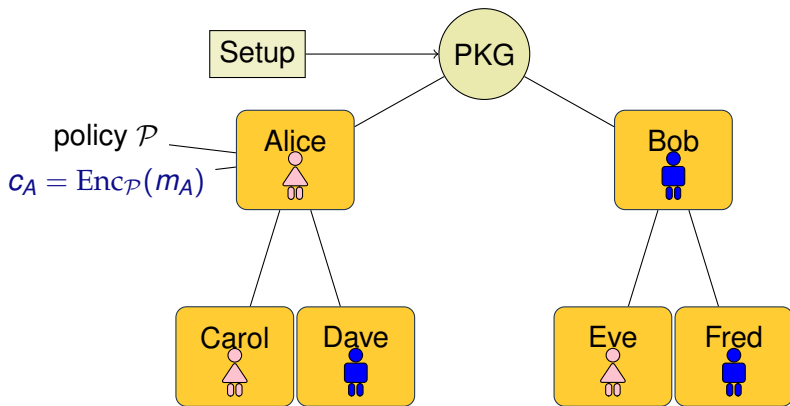 Setup
PKG
Alice
Bob
policy 𝒫
c_A = Enc_𝒫(m_A)
Carol
Dave
Eve
Fred